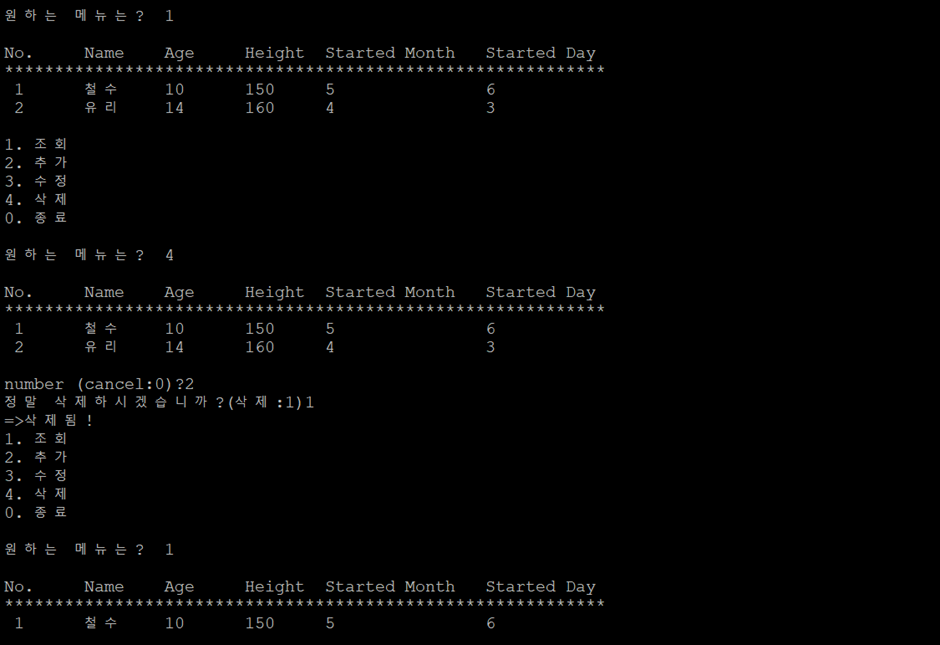 원하는 메뉴는? 1
No. Name Age Height Started Month Started Day
************************************************************
1 철수 10 150 5 6
2 유리 14 160 4 3
1. 조회
2. 추가
3. 수정
4. 삭제
0. 종료
원하는 메뉴는? 4
No. Name Age Height Started Month Started Day
************************************************************
1 철수 10 150 5 6
2 유리 14 160 4 3
number (cancel:0)?2
정말 삭제하시겠습니까?(삭제:1)1
=>삭제됨!
1. 조회
2. 추가
3. 수정
4. 삭제
0. 종료
원하는 메뉴는? 1
No. Name Age Height Started Month Started Day
************************************************************
1 철수 10 150 5 6